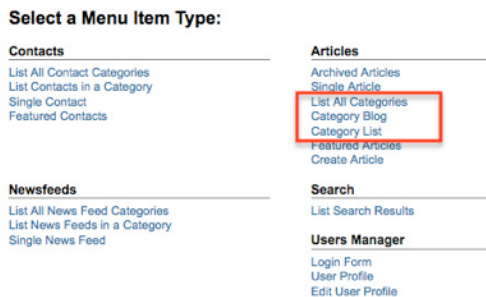 Select a Menu Item Type:
Contacts
List All Contact Categories
List Contacts in a Category
Single Contact
Featured Contacts
Articles
Archived Articles
Single Article
List All Categories
Category Blog
Category List
Featured Articles
Create Article
Newsfeeds
List All News Feed Categories
List News Feeds in a Category
Single News Feed
Search
List Search Results
Users Manager
Login Form
User Profile
Edit User Profile